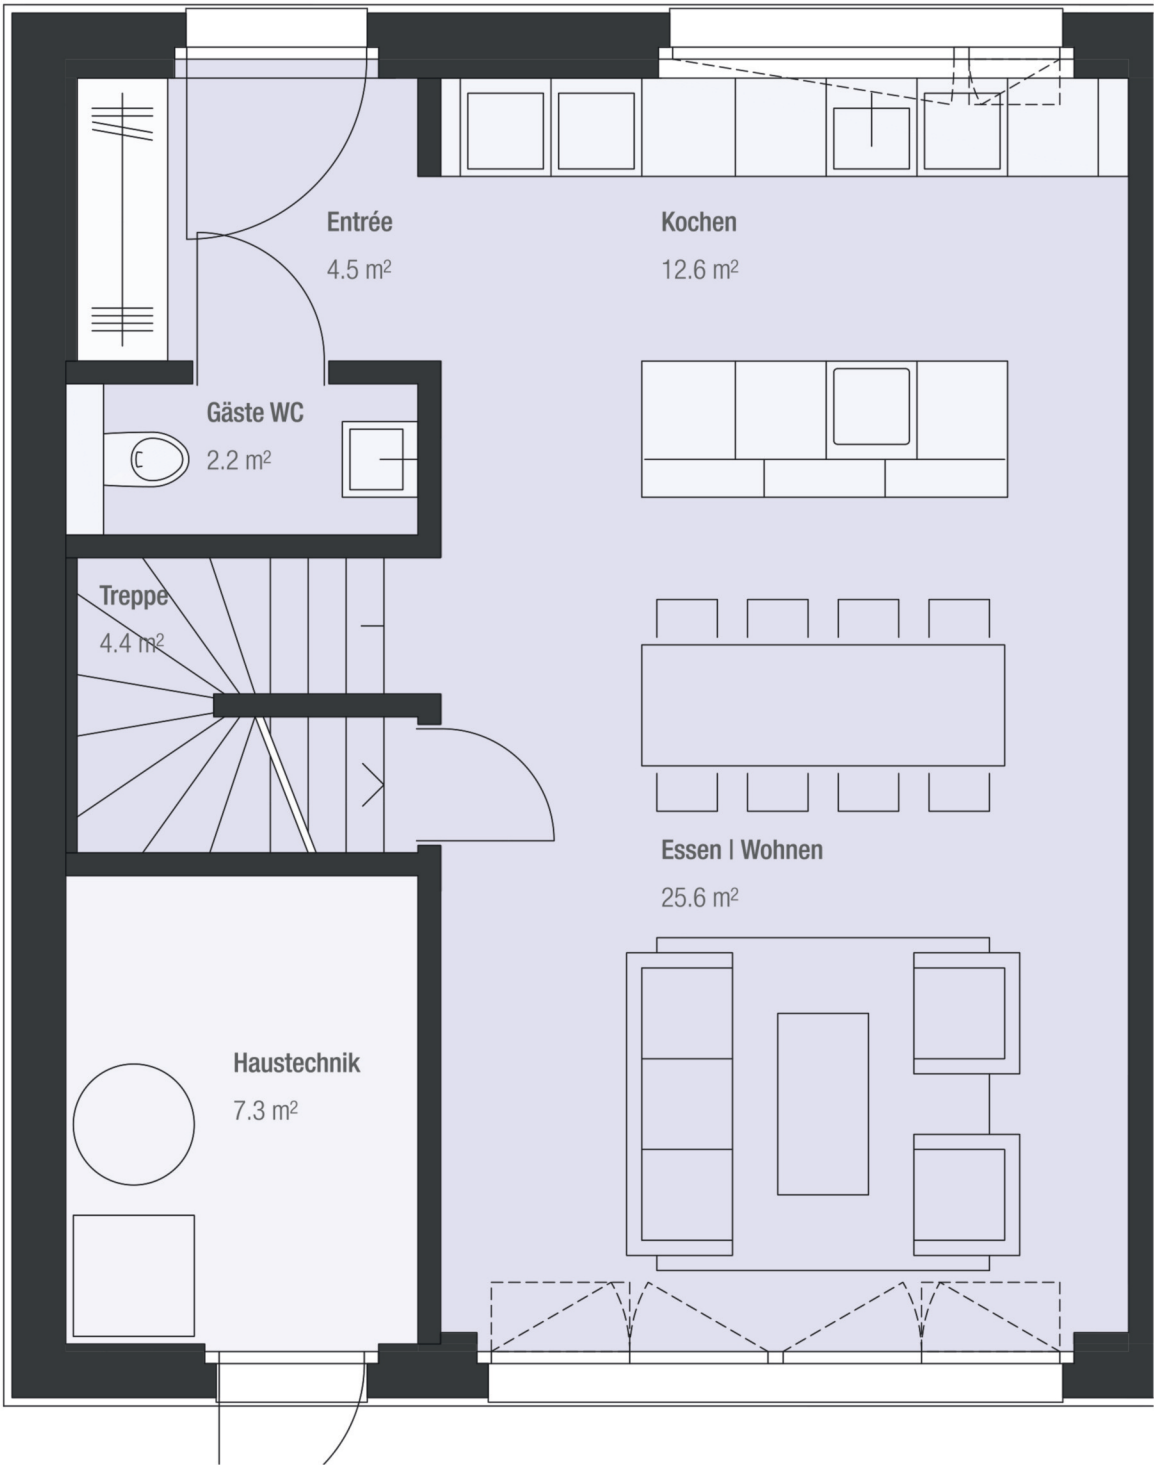 Entrée
4.5 m²
Kochen
12.6 m²
Gäste WC
2.2 m²
Treppe
4.4 m²
Essen | Wohnen
25.6 m²
Haustechnik
7.3 m²